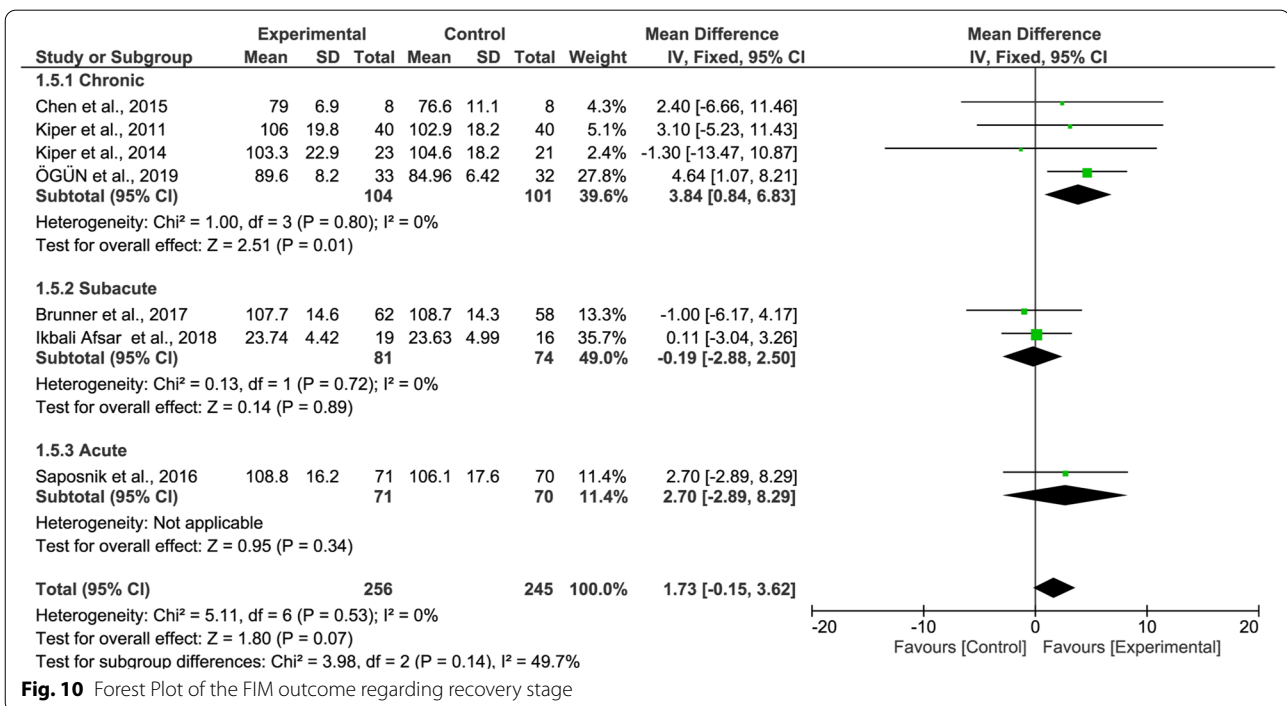 Experimental Control Mean Difference Mean Difference
Study or Subgroup Mean SD Total Mean SD Total Weight IV, Fixed, 95% CI IV, Fixed, 95% CI
1.5.1 Chronic
Chen et al., 2015 79 6.9 8 76.6 11.1 8 4.3% 2.40 [-6.66, 11.46]
Kiper et al., 2011 106 19.8 40 102.9 18.2 40 5.1% 3.10 [-5.23, 11.43]
Kiper et al., 2014 103.3 22.9 23 104.6 18.2 21 2.4% -1.30 [-13.47, 10.87]
ÖGÜN et al., 2019 89.6 8.2 33 84.96 6.42 32 27.8% 4.64 [1.07, 8.21]
Subtotal (95% CI) 104 101 39.6% 3.84 [0.84, 6.83]
Heterogeneity: Chi² = 1.00, df = 3 (P = 0.80); I² = 0%
Test for overall effect: Z = 2.51 (P = 0.01)
1.5.2 Subacute
Brunner et al., 2017 107.7 14.6 62 108.7 14.3 58 13.3% -1.00 [-6.17, 4.17]
Ikbali Afsar et al., 2018 23.74 4.42 19 23.63 4.99 16 35.7% 0.11 [-3.04, 3.26]
Subtotal (95% CI) 81 74 49.0% -0.19 [-2.88, 2.50]
Heterogeneity: Chi² = 0.13, df = 1 (P = 0.72); I² = 0%
Test for overall effect: Z = 0.14 (P = 0.89)
1.5.3 Acute
Saposnik et al., 2016 108.8 16.2 71 106.1 17.6 70 11.4% 2.70 [-2.89, 8.29]
Subtotal (95% CI) 71 70 11.4% 2.70 [-2.89, 8.29]
Heterogeneity: Not applicable
Test for overall effect: Z = 0.95 (P = 0.34)
Total (95% CI) 256 245 100.0% 1.73 [-0.15, 3.62]
Heterogeneity: Chi² = 5.11, df = 6 (P = 0.53); I² = 0%
Test for overall effect: Z = 1.80 (P = 0.07)
Test for subgroup differences: Chi² = 3.98, df = 2 (P = 0.14), I² = 49.7%
-20 -10 0 10 20
Favours [Control] Favours [Experimental]
Fig. 10 Forest Plot of the FIM outcome regarding recovery stage